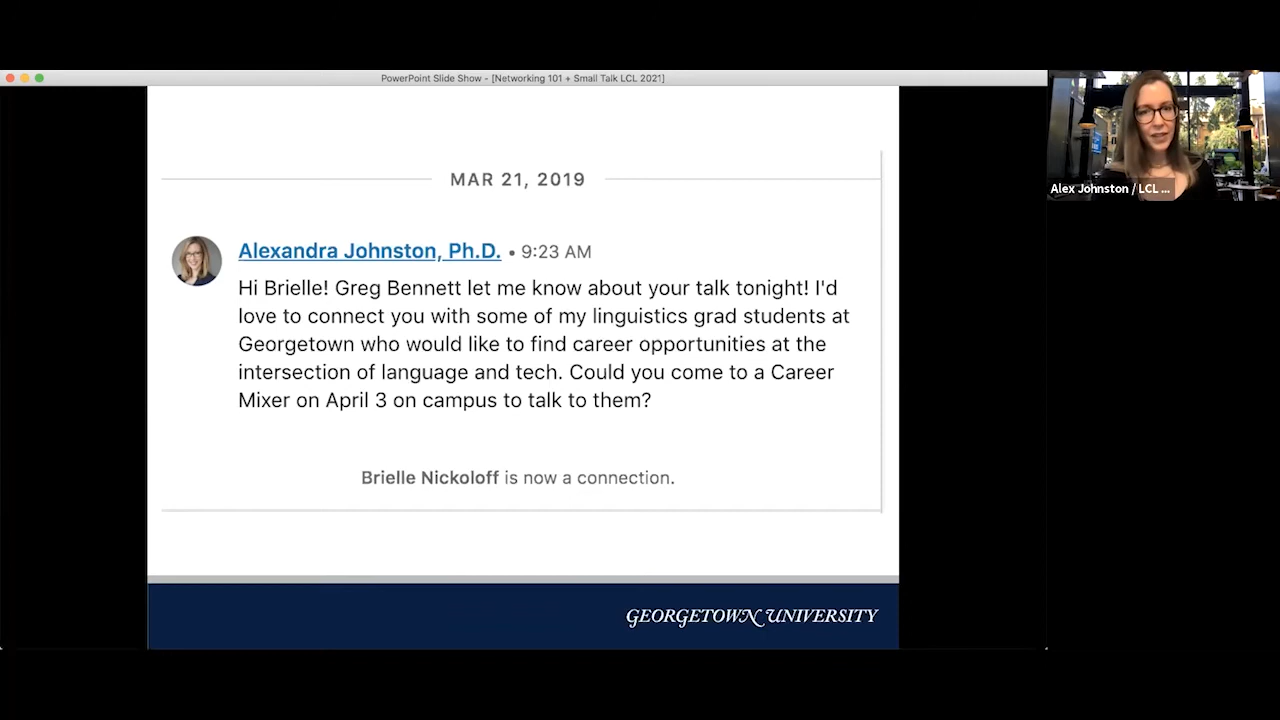 PowerPoint Slide Show - [Networking 101 + Small Talk LCL 2021]
Alex Johnston / LCL ...
MAR 21, 2019
Alexandra Johnston, Ph.D. • 9:23 AM
Hi Brielle! Greg Bennett let me know about your talk tonight! I'd
love to connect you with some of my linguistics grad students at
Georgetown who would like to find career opportunities at the
intersection of language and tech. Could you come to a Career
Mixer on April 3 on campus to talk to them?
Brielle Nickoloff is now a connection.
GEORGETOWN UNIVERSITY